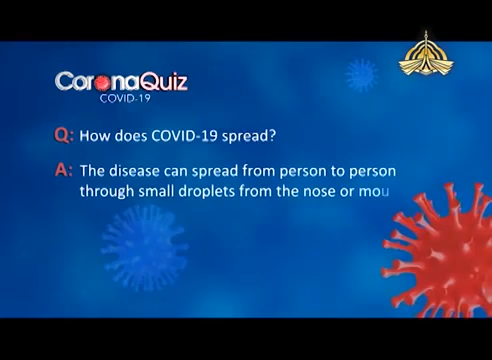 CoronaQuiz
COVID-19
Q: How does COVID-19 spread?
A: The disease can spread from person to person
through small droplets from the nose or mou